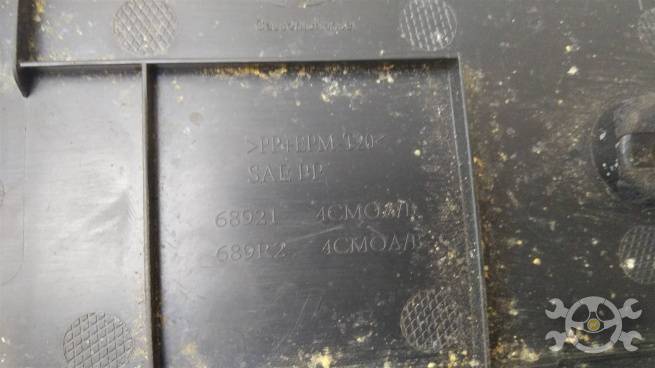 >PP+EPM-T20<
SAE PP
68921 4CM0A/B
689R2 4CM0A/B